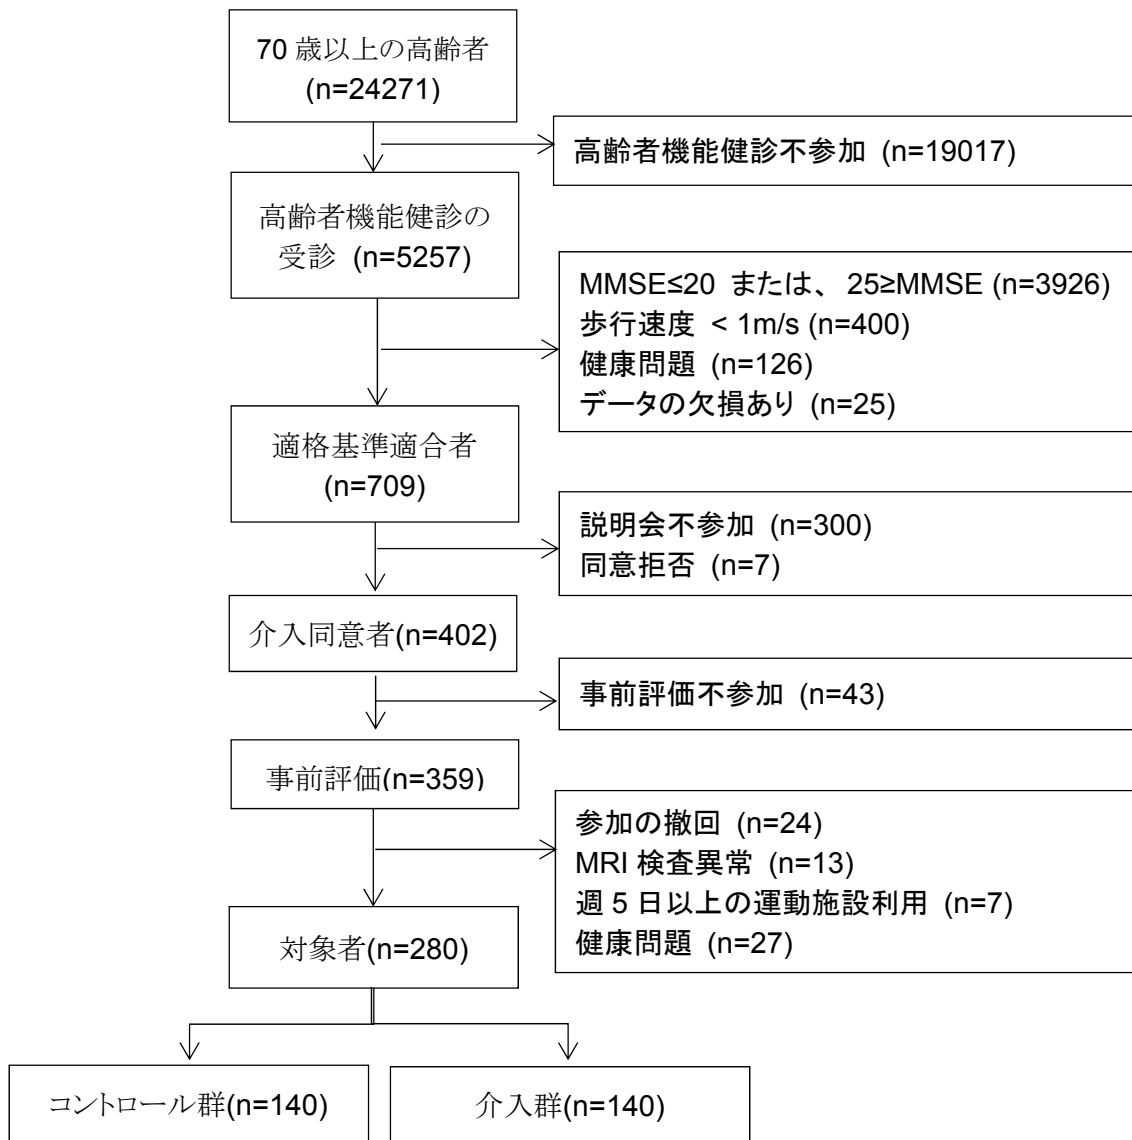 70 歳以上の高齢者
(n=24271)
高齢者機能健診不参加 (n=19017)
高齢者機能健診の
受診 (n=5257)
MMSE≤20 または、 25≥MMSE (n=3926)
歩行速度 < 1m/s (n=400)
健康問題 (n=126)
データの欠損あり (n=25)
適格基準適合者
(n=709)
説明会不参加 (n=300)
同意拒否 (n=7)
介入同意者(n=402)
事前評価不参加 (n=43)
事前評価(n=359)
参加の撤回 (n=24)
MRI 検査異常 (n=13)
週 5 日以上の運動施設利用 (n=7)
健康問題 (n=27)
対象者(n=280)
コントロール群(n=140)
介入群(n=140)